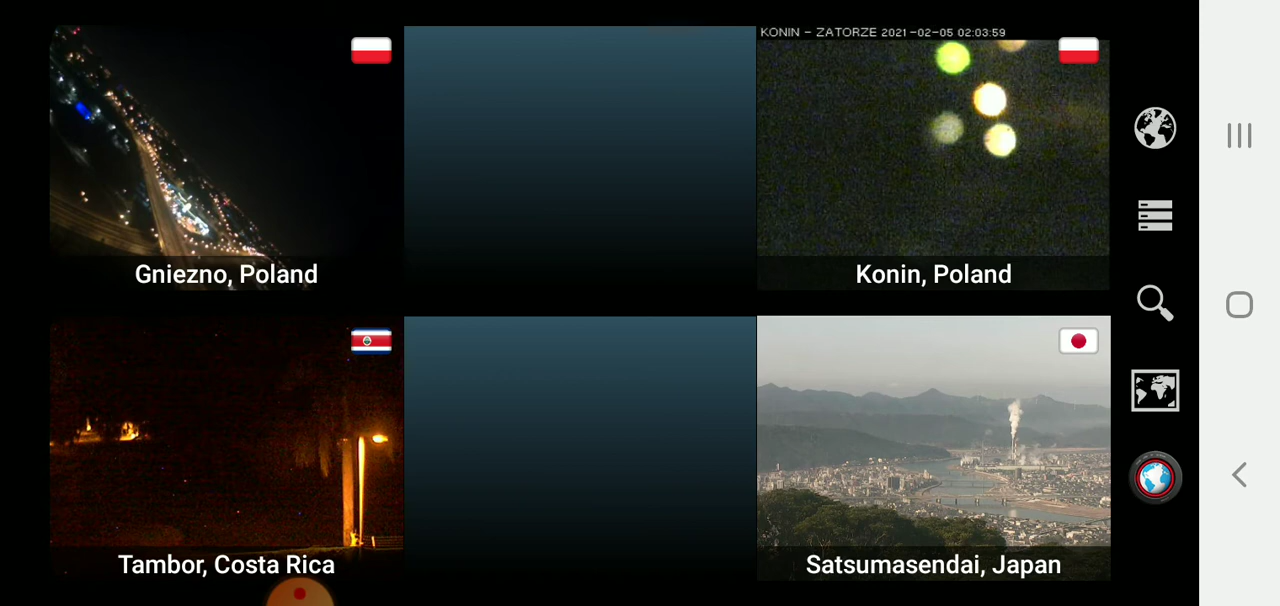 KONIN - ZATORZE 2021-02-05 02:03:59
Gniezno, Poland
Konin, Poland
Tambor, Costa Rica
Satsumasendai, Japan